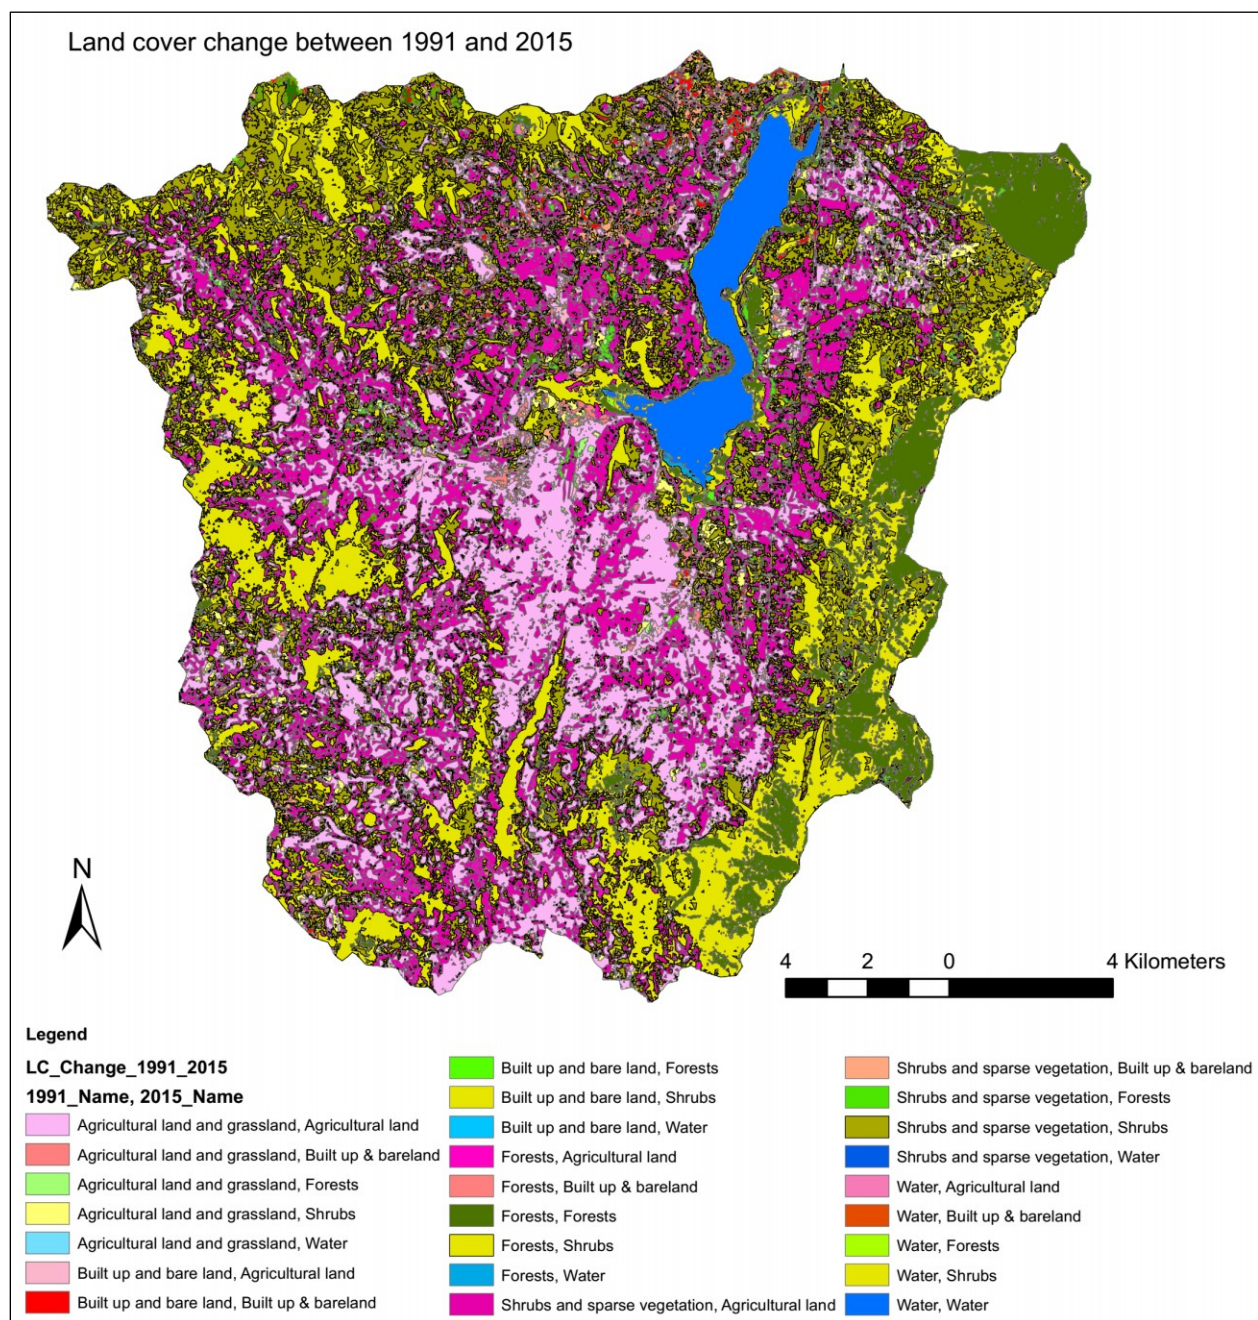 Land cover change between 1991 and 2015
N
4 2 0 4 Kilometers
Legend
LC_Change_1991_2015
1991_Name, 2015_Name
Agricultural land and grassland, Agricultural land
Agricultural land and grassland, Built up & bareland
Agricultural land and grassland, Forests
Agricultural land and grassland, Shrubs
Agricultural land and grassland, Water
Built up and bare land, Agricultural land
Built up and bare land, Built up & bareland
Built up and bare land, Forests
Built up and bare land, Shrubs
Built up and bare land, Water
Forests, Agricultural land
Forests, Built up & bareland
Forests, Forests
Forests, Shrubs
Forests, Water
Shrubs and sparse vegetation, Agricultural land
Shrubs and sparse vegetation, Built up & bareland
Shrubs and sparse vegetation, Forests
Shrubs and sparse vegetation, Shrubs
Shrubs and sparse vegetation, Water
Water, Agricultural land
Water, Built up & bareland
Water, Forests
Water, Shrubs
Water, Water